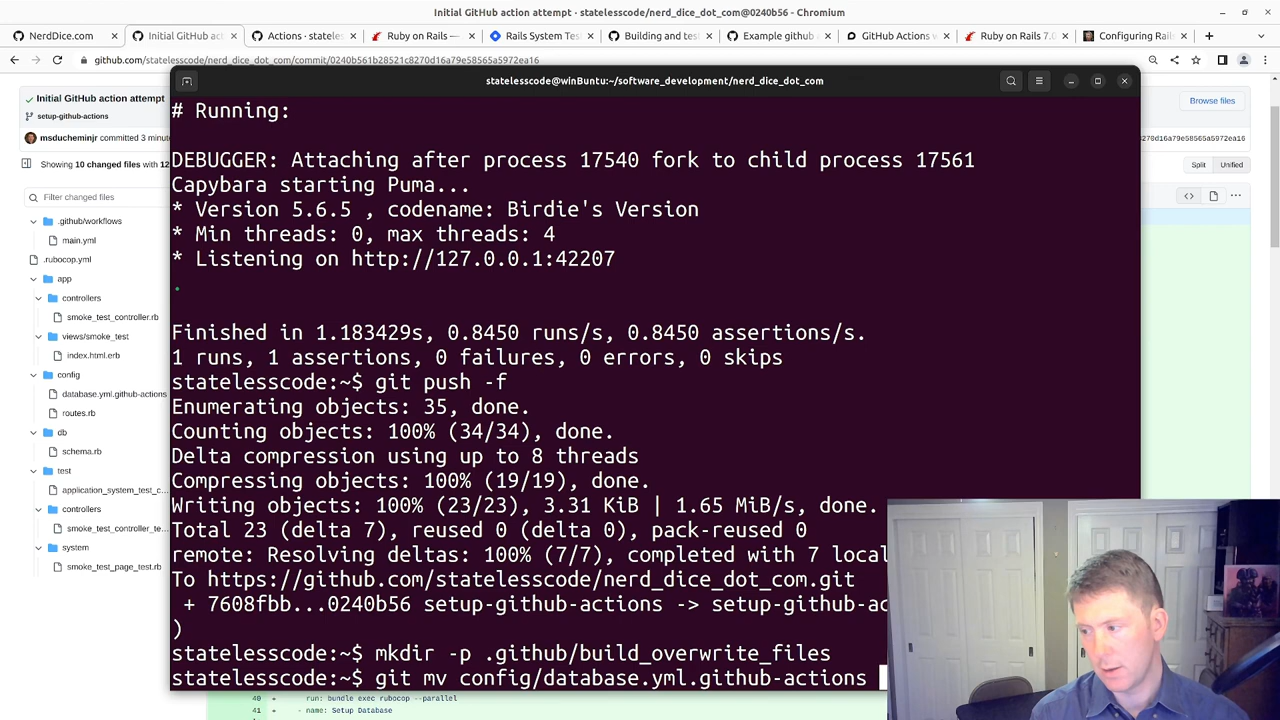 Initial GitHub action attempt · statelesscode/nerd_dice_dot_com@0240b56 - Chromium
NerdDice.com
Initial GitHub action att
Actions · stateless
Ruby on Rails —
Rails System Test
Building and test
Example github
GitHub Actions w
Ruby on Rails 7.0
Configuring Rails
github.com/statelesscode/nerd_dice_dot_com/commit/0240b561b28521c8270d16a79e58565a5972ea16
Initial GitHub action attempt
setup-github-actions
msducheminjr committed 3 minut
Showing 10 changed files with 12
Filter changed files
.github/workflows
main.yml
.rubocop.yml
app
controllers
smoke_test_controller.rb
views/smoke_test
index.html.erb
config
database.yml.github-actions
routes.rb
db
schema.rb
test
application_system_test_c...
controllers
smoke_test_controller_te...
system
smoke_test_page_test.rb
Browse files
8270d16a79e58565a5972ea16
Split Unified
statelesscode@winBuntu:~/software_development/nerd_dice_dot_com
# Running:
DEBUGGER: Attaching after process 17540 fork to child process 17561
Capybara starting Puma...
* Version 5.6.5 , codename: Birdie's Version
* Min threads: 0, max threads: 4
* Listening on http://127.0.0.1:42207
.
Finished in 1.183429s, 0.8450 runs/s, 0.8450 assertions/s.
1 runs, 1 assertions, 0 failures, 0 errors, 0 skips
statelesscode:~$ git push -f
Enumerating objects: 35, done.
Counting objects: 100% (34/34), done.
Delta compression using up to 8 threads
Compressing objects: 100% (19/19), done.
Writing objects: 100% (23/23), 3.31 KiB | 1.65 MiB/s, done.
Total 23 (delta 7), reused 0 (delta 0), pack-reused 0
remote: Resolving deltas: 100% (7/7), completed with 7 local
To https://github.com/statelesscode/nerd_dice_dot_com.git
+ 7608fbb...0240b56 setup-github-actions -> setup-github-ac
)
statelesscode:~$ mkdir -p .github/build_overwrite_files
statelesscode:~$ git mv config/database.yml.github-actions
40 + run: bundle exec rubocop --parallel
41 + - name: Setup Database